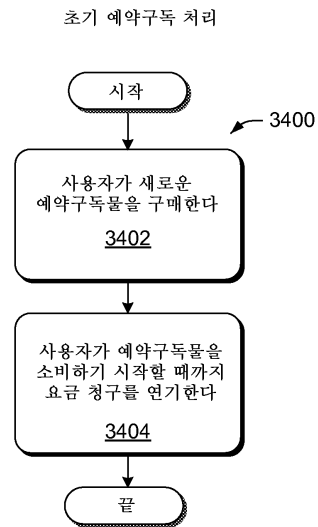 초기 예약구독 처리
시작
3400
사용자가 새로운
예약구독물을 구매한다
3402
사용자가 예약구독물을
소비하기 시작할 때까지
요금 청구를 연기한다
3404
끝